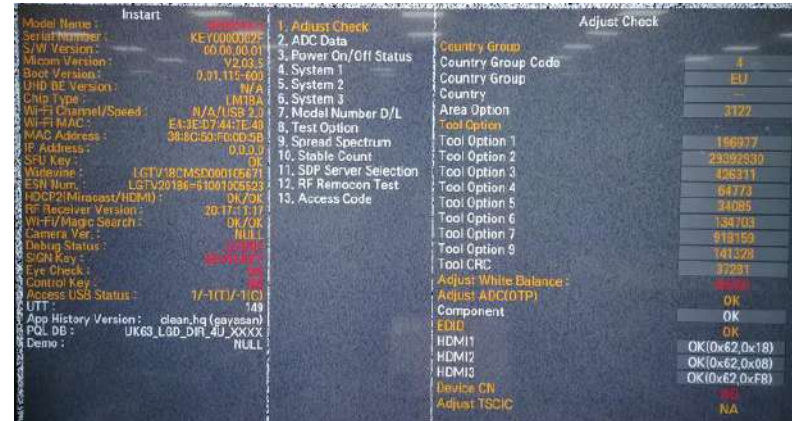 Instart
Model Name :
Serial Number : KEY0000002F
S/W Version : 00.00.00.01
Micom Version : V2.03.5
Boot Version : 0.01.115-600
UHD BE Version : N/A
Chip Type : LM18A
Wi-Fi Channel/Speed : N/A/USB 2.0
Wi-Fi MAC : E4:3E:D7:44:7E:48
MAC Address : 38:8C:50:F0:0D:5B
IP Address : 0.0.0.0
SFU Key : OK
Widevine : LGTV18CMSD000105671
ESN Num. : LGTV20186=61001005523
HDCP2(Miracast/HDMI) : OK/OK
RF Receiver Version : 20.17.11.17
Wi-Fi/Magic Search : OK/OK
Camera Ver. : NULL
Debug Status :
SIGN Key :
Eye Check :
Control Key :
Access USB Status : 1/-1(T)/-1(C)
UTT : 149
App History Version : clean,hq (gayasan)
PQL DB : UK63_LGD_DIR_4U_XXXX
Demo : NULL
1. Adjust Check
2. ADC Data
3. Power On/Off Status
4. System 1
5. System 2
6. System 3
7. Model Number D/L
8. Test Option
9. Spread Spectrum
10. Stable Count
11. SDP Server Selection
12. RF Remocon Test
13. Access Code
Adjust Check
Country Group
Country Group Code 4
Country Group EU
Country --
Area Option 3122
Tool Option
Tool Option 1 196977
Tool Option 2 29392930
Tool Option 3 426311
Tool Option 4 64773
Tool Option 5 34085
Tool Option 6 134703
Tool Option 7 918159
Tool Option 9 141328
Tool CRC 37281
Adjust White Balance :
Adjust ADC(OTP) OK
Component OK
EDID OK
HDMI1 OK(0x62,0x18)
HDMI2 OK(0x62,0x08)
HDMI3 OK(0x62,0xF8)
Device CN
Adjust TSCIC NA